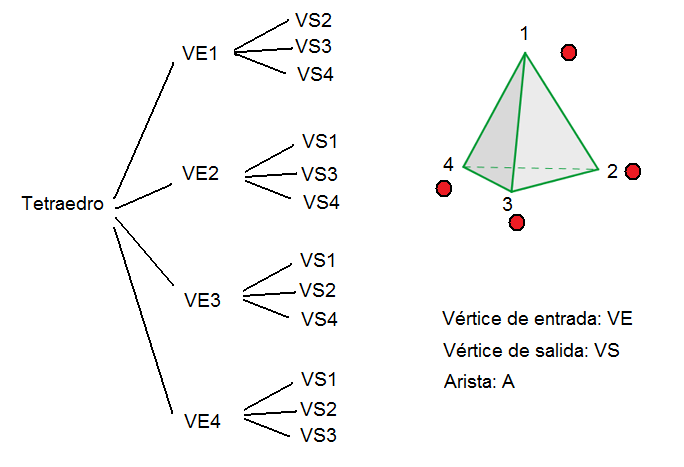 Tetraedro
VE1
VS2
VS3
VS4
VE2
VS1
VS3
VS4
VE3
VS1
VS2
VS4
VE4
VS1
VS2
VS3
1
4
2
3
Vértice de entrada: VE
Vértice de salida: VS
Arista: A